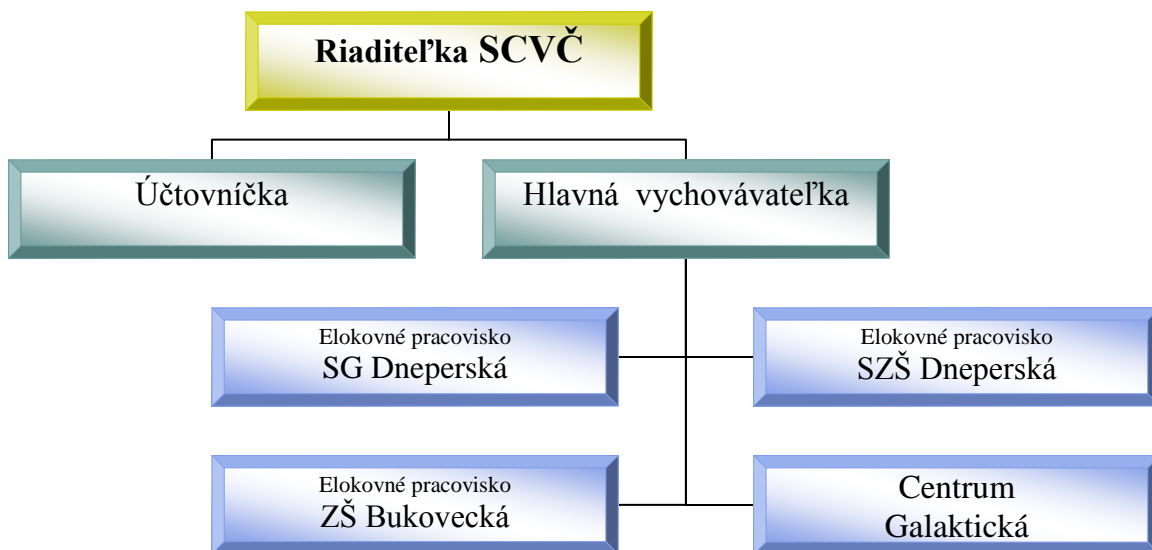 Riaditeľka SCVČ
Účtovníčka
Hlavná vychovávateľka
Elokovné pracovisko
SG Dneperská
Elokovné pracovisko
SZŠ Dneperská
Elokovné pracovisko
ZŠ Bukovecká
Centrum
Galaktická